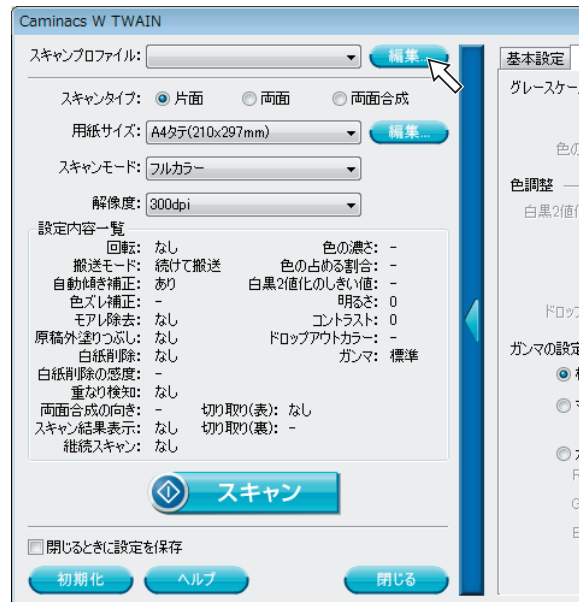 Caminacs W TWAIN
スキャンプロファイル: 編集...
スキャンタイプ: 片面 両面 両面合成
用紙サイズ: A4タテ(210x297mm) 編集...
スキャンモード: フルカラー
解像度: 300dpi
設定内容一覧
回転: なし 色の濃さ: -
搬送モード: 続けて搬送 色の占める割合: -
自動傾き補正: あり 白黒2値化のしきい値: -
色ズレ補正: - 明るさ: 0
モアレ除去: なし コントラスト: 0
原稿外塗りつぶし: なし ドロップアウトカラー: -
白紙削除: なし ガンマ: 標準
白紙削除の感度: -
重なり検知: なし
両面合成の向き: - 切り取り(表): なし
スキャン結果表示: なし 切り取り(裏): -
継続スキャン: なし
スキャン
閉じるときに設定を保存
初期化 ヘルプ 閉じる
基本設定
グレースケー
色の
色調整
白黒2値
ドロップ
ガンマの設定